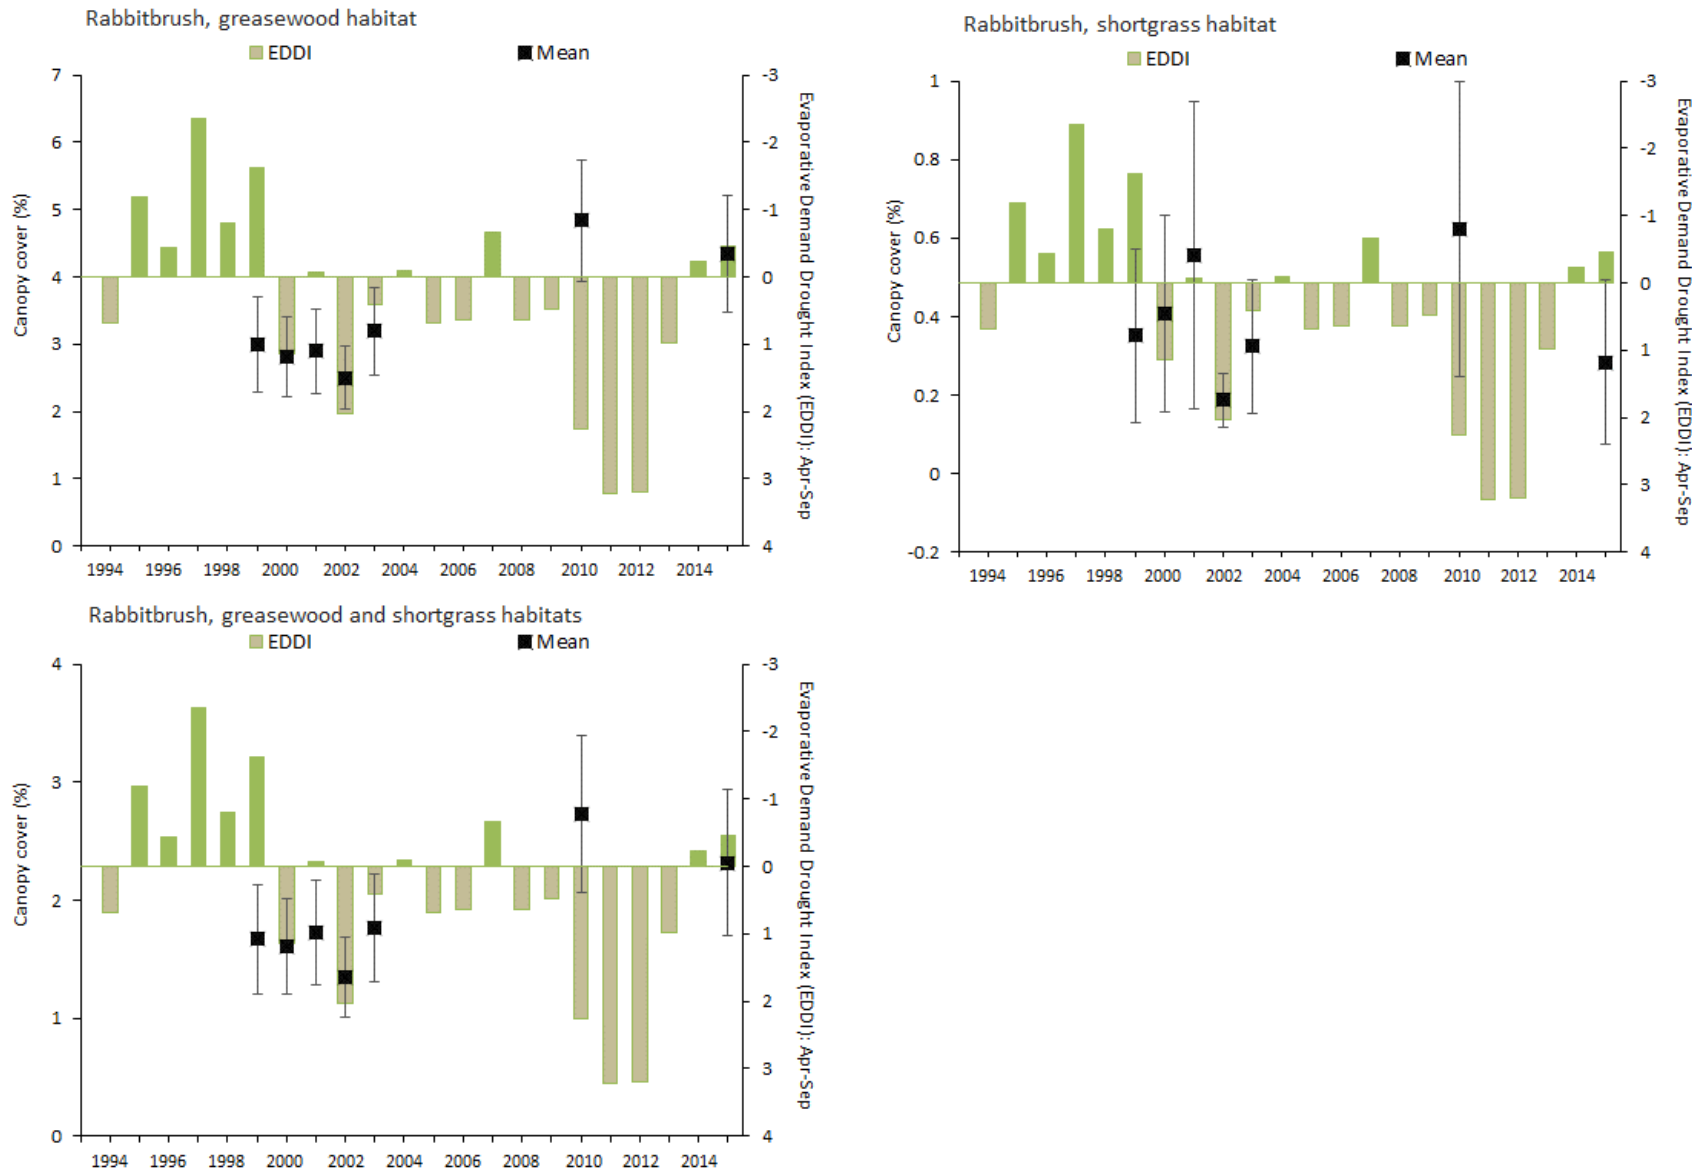 Rabbitbrush, greasewood habitat
EDDI Mean
7
6
5
4
3
2
1
0
Canopy cover (%)
-3
-2
-1
0
1
2
3
4
Evaporative Demand Drought Index (EDDI): Apr-Sep
1994 1996 1998 2000 2002 2004 2006 2008 2010 2012 2014
Rabbitbrush, shortgrass habitat
EDDI Mean
1
0.8
0.6
0.4
0.2
0
-0.2
Canopy cover (%)
-3
-2
-1
0
1
2
3
4
Evaporative Demand Drought Index (EDDI): Apr-Sep
1994 1996 1998 2000 2002 2004 2006 2008 2010 2012 2014
Rabbitbrush, greasewood and shortgrass habitats
EDDI Mean
4
3
2
1
0
Canopy cover (%)
-3
-2
-1
0
1
2
3
4
Evaporative Demand Drought Index (EDDI): Apr-Sep
1994 1996 1998 2000 2002 2004 2006 2008 2010 2012 2014